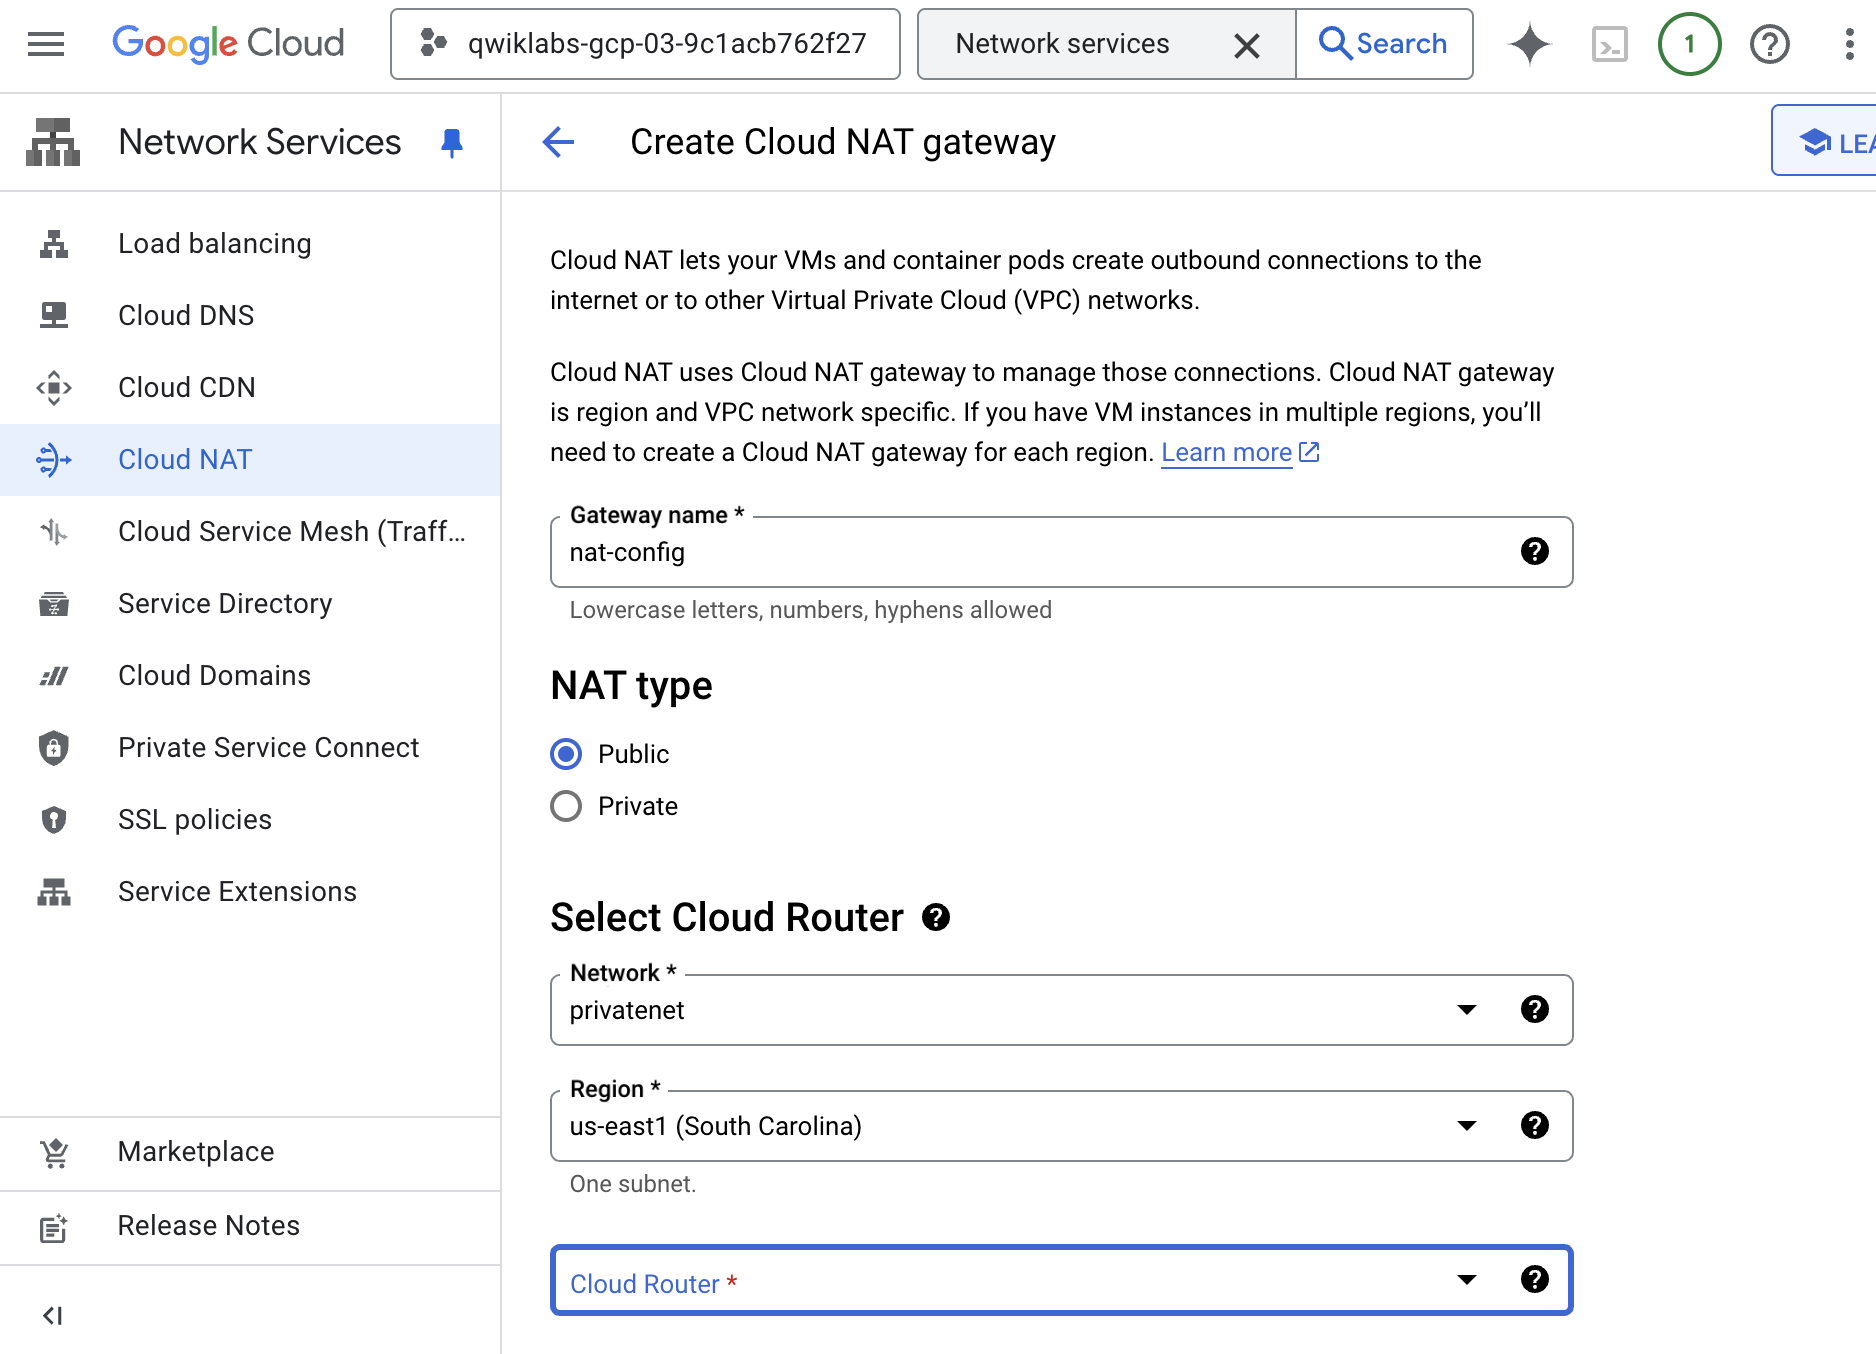 Google Cloud
qwiklabs-gcp-03-9c1acb762f27
Network services
Search
1
Network Services
Create Cloud NAT gateway
Load balancing
Cloud DNS
Cloud CDN
Cloud NAT
Cloud Service Mesh (Traff...
Service Directory
Cloud Domains
Private Service Connect
SSL policies
Service Extensions
Marketplace
Release Notes
Cloud NAT lets your VMs and container pods create outbound connections to the
internet or to other Virtual Private Cloud (VPC) networks.
Cloud NAT uses Cloud NAT gateway to manage those connections. Cloud NAT gateway
is region and VPC network specific. If you have VM instances in multiple regions, you’ll
need to create a Cloud NAT gateway for each region. Learn more
Gateway name *
nat-config
Lowercase letters, numbers, hyphens allowed
NAT type
Public
Private
Select Cloud Router
Network *
privatenet
Region *
us-east1 (South Carolina)
One subnet.
Cloud Router *